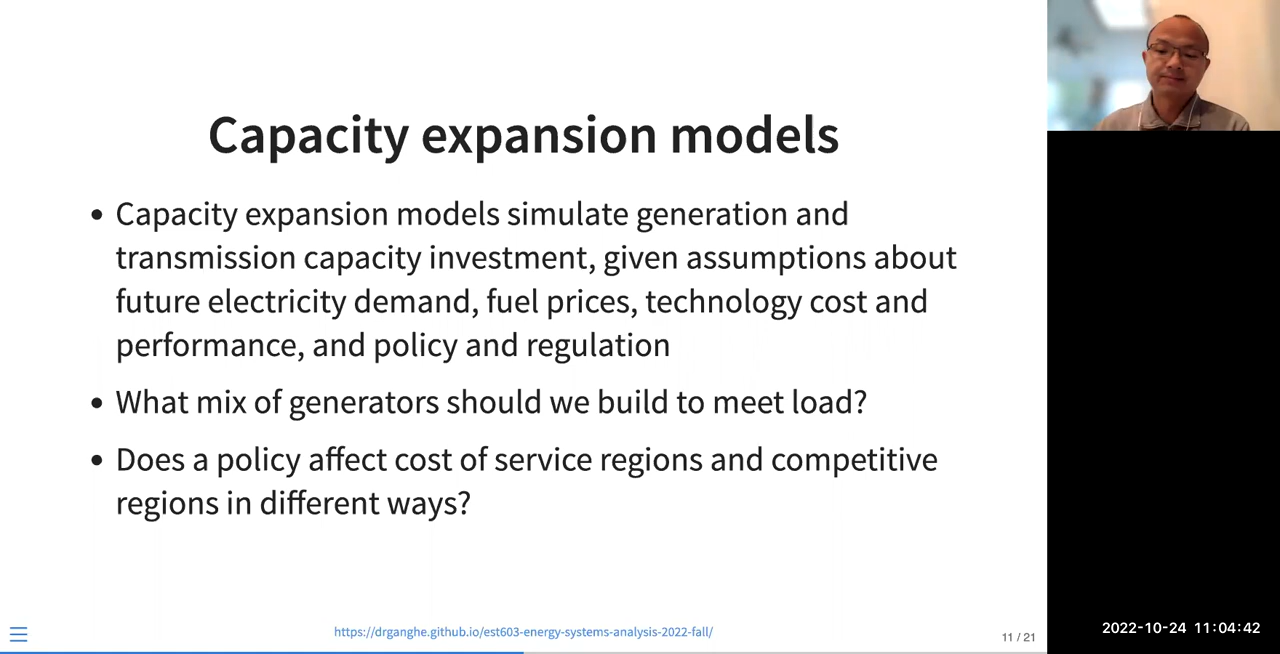 Capacity expansion models
• Capacity expansion models simulate generation and
transmission capacity investment, given assumptions about
future electricity demand, fuel prices, technology cost and
performance, and policy and regulation
• What mix of generators should we build to meet load?
• Does a policy affect cost of service regions and competitive
regions in different ways?
https://drganghe.github.io/est603-energy-systems-analysis-2022-fall/
11 / 21
2022-10-24 11:04:42